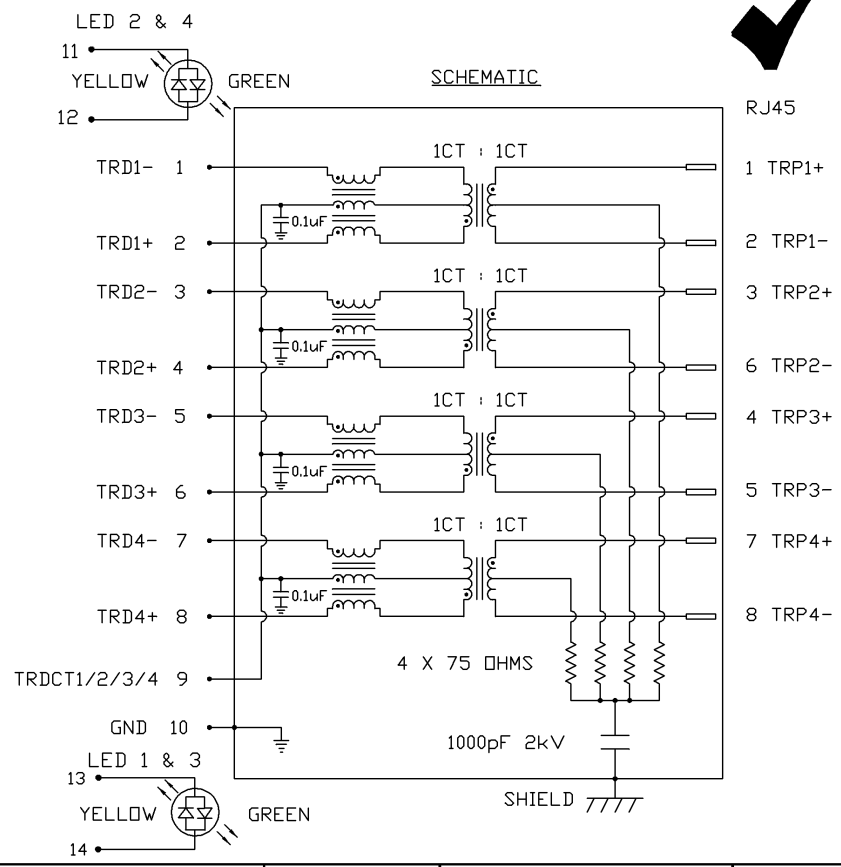 LED 2 & 4
11
YELLOW GREEN
12
SCHEMATIC
RJ45
TRD1- 1
1CT : 1CT
1 TRP1+
0.1uF
TRD1+ 2
2 TRP1-
TRD2- 3
1CT : 1CT
3 TRP2+
0.1uF
TRD2+ 4
6 TRP2-
TRD3- 5
1CT : 1CT
4 TRP3+
0.1uF
TRD3+ 6
5 TRP3-
TRD4- 7
1CT : 1CT
7 TRP4+
0.1uF
TRD4+ 8
8 TRP4-
4 X 75 OHMS
TRDCT1/2/3/4 9
GND 10
1000pF 2kV
LED 1 & 3
13
YELLOW GREEN
SHIELD
14